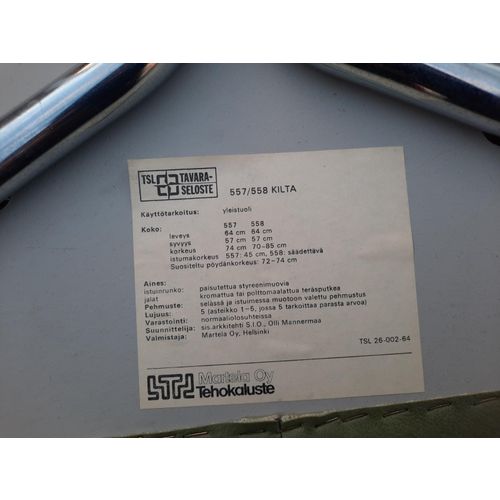 TSL TAVARA-
SELOSTE
557/558 KILTA
Käyttötarkoitus: yleistuoli
Koko: 557 558
leveys 64 cm 64 cm
syvyys 57 cm 57 cm
korkeus 74 cm 70-85 cm
istumakorkeus 557: 45 cm, 558: säädettävä
Suositeltu pöydänkorkeus: 72-74 cm
Aines:
istuinrunko: paisutettua styreenimuovia
jalat kromattua tai polttomaalattua teräsputkea
Pehmuste: selässä ja istuimessa muotoon valettu pehmustus
Lujuus: 5 (asteikko 1-5, jossa 5 tarkoittaa parasta arvoa)
Varastointi: normaaliolosuhteissa
Suunnittelija: sis.arkkitehti S.I.O., Olli Mannermaa
Valmistaja: Martela Oy, Helsinki
TSL 26-002-64
Martela Oy
Tehokaluste